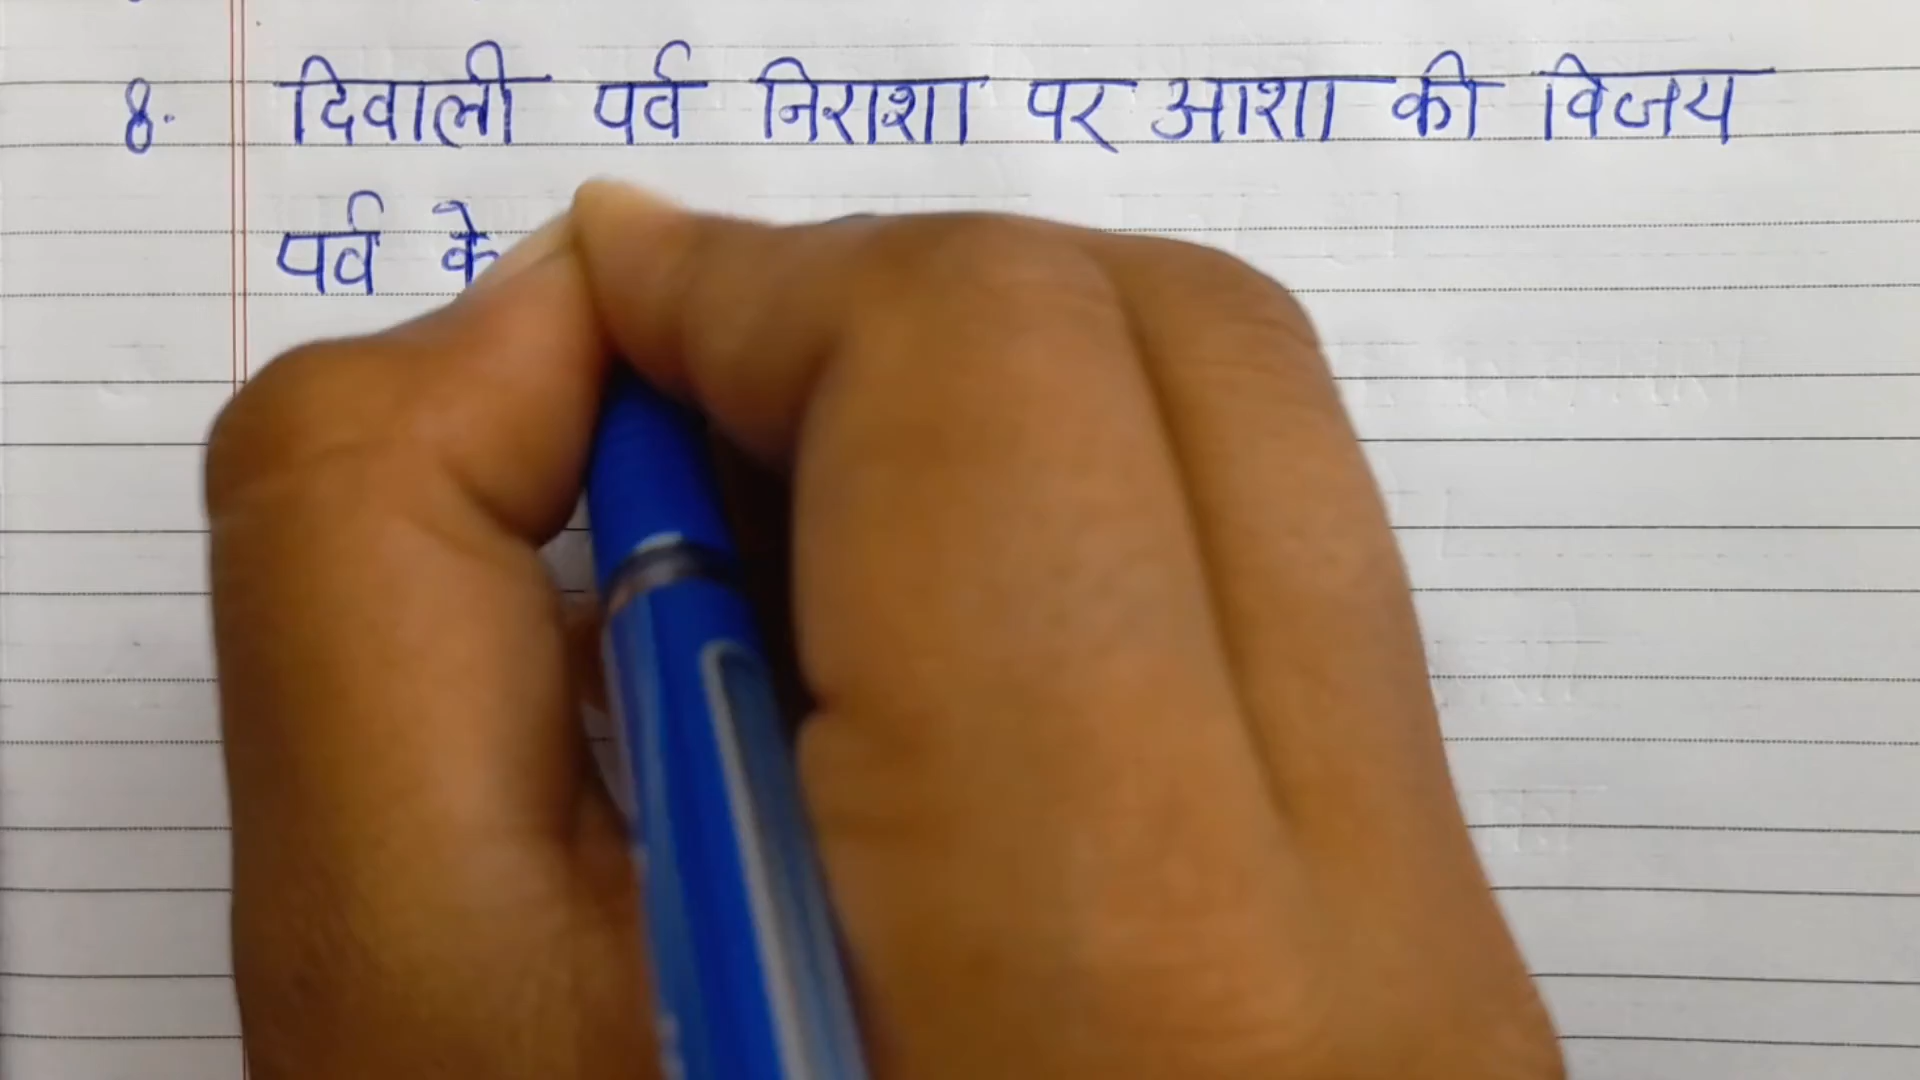 8. दिवाली पर्व निराशा पर आशा की विजय
पर्व के